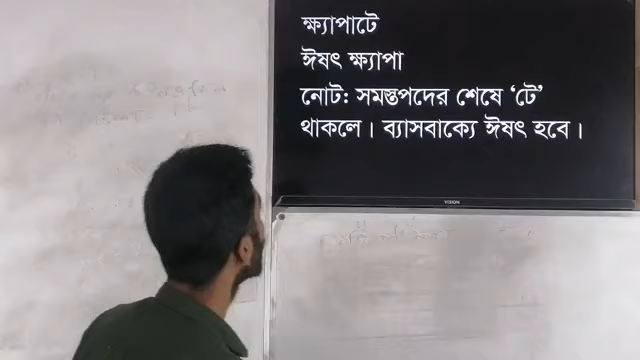 ক্ষ্যাপাটে
ঈষৎ ক্ষ্যাপা
নোট: সমস্তপদের শেষে ‘টে’
থাকলে। ব্যাসবাক্যে ঈষৎ হবে।
VISION